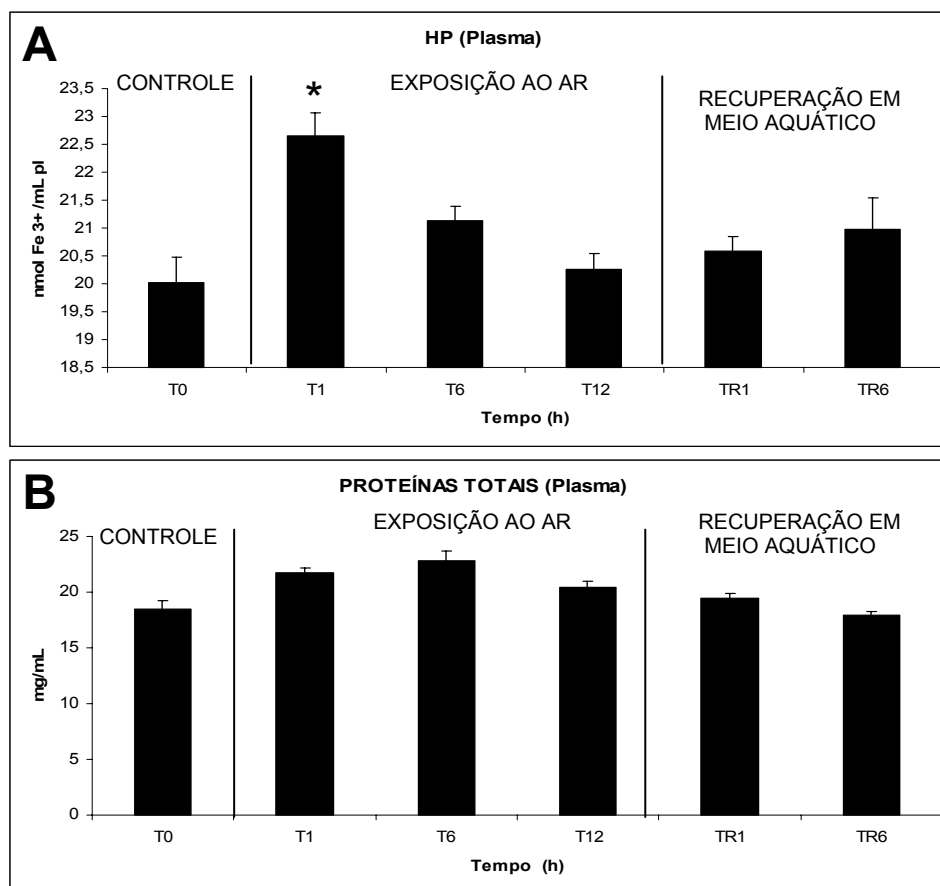 A
HP (Plasma)
CONTROLE
EXPOSIÇÃO AO AR
RECUPERAÇÃO EM
MEIO AQUÁTICO
*
nmol Fe 3+ /mL pl
23,5
23
22,5
22
21,5
21
20,5
20
19,5
19
18,5
T0 T1 T6 T12 TR1 TR6
Tempo (h)
B
PROTEÍNAS TOTAIS (Plasma)
CONTROLE
EXPOSIÇÃO AO AR
RECUPERAÇÃO EM
MEIO AQUÁTICO
mg/mL
25
20
15
10
5
0
T0 T1 T6 T12 TR1 TR6
Tempo (h)